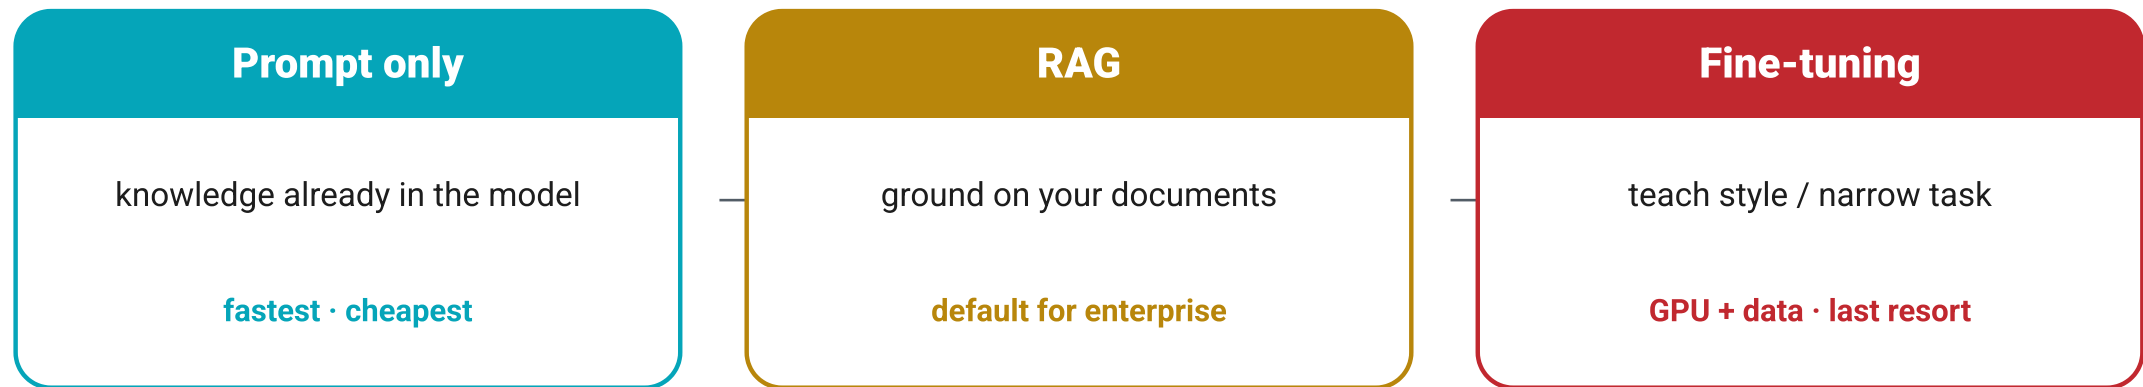 Prompt only
knowledge already in the model
fastest · cheapest
RAG
ground on your documents
default for enterprise
Fine-tuning
teach style / narrow task
GPU + data · last resort